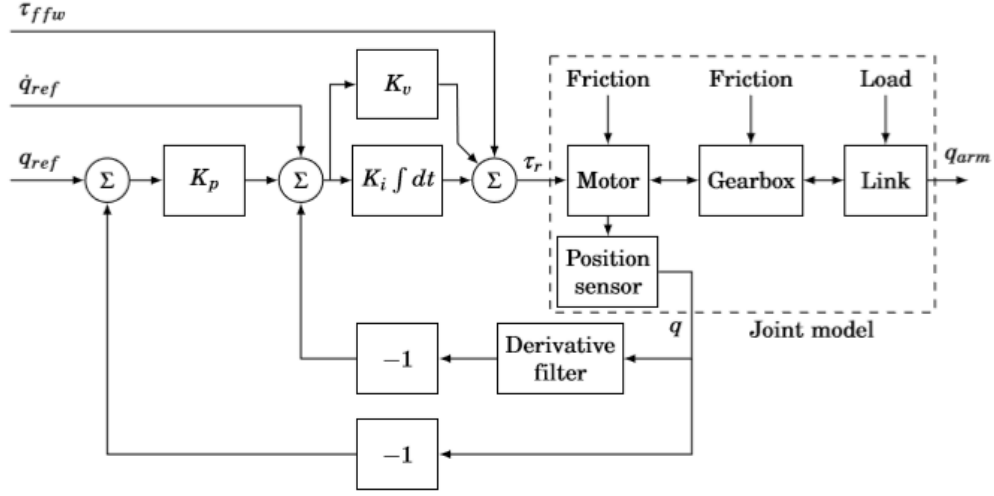 τ_ffw
q̇_ref
K_v
Friction
Friction
Load
q_ref
Σ
K_p
Σ
K_i ∫ dt
Σ
τ_r
Motor
Gearbox
Link
q_arm
Position
sensor
q
Joint model
−1
Derivative
filter
−1